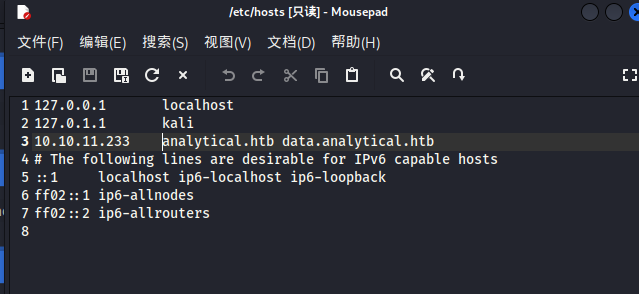 /etc/hosts [只读] - Mousepad
文件(F) 编辑(E) 搜索(S) 视图(V) 文档(D) 帮助(H)
1 127.0.0.1 localhost
2 127.0.1.1 kali
3 10.10.11.233 analytical.htb data.analytical.htb
4 # The following lines are desirable for IPv6 capable hosts
5 ::1 localhost ip6-localhost ip6-loopback
6 ff02::1 ip6-allnodes
7 ff02::2 ip6-allrouters
8